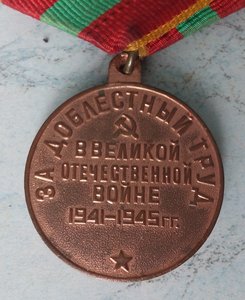 ЗА ДОБЛЕСТНЫЙ ТРУД
В ВЕЛИКОЙ
ОТЕЧЕСТВЕННОЙ
ВОЙНЕ
1941-1945 гг.